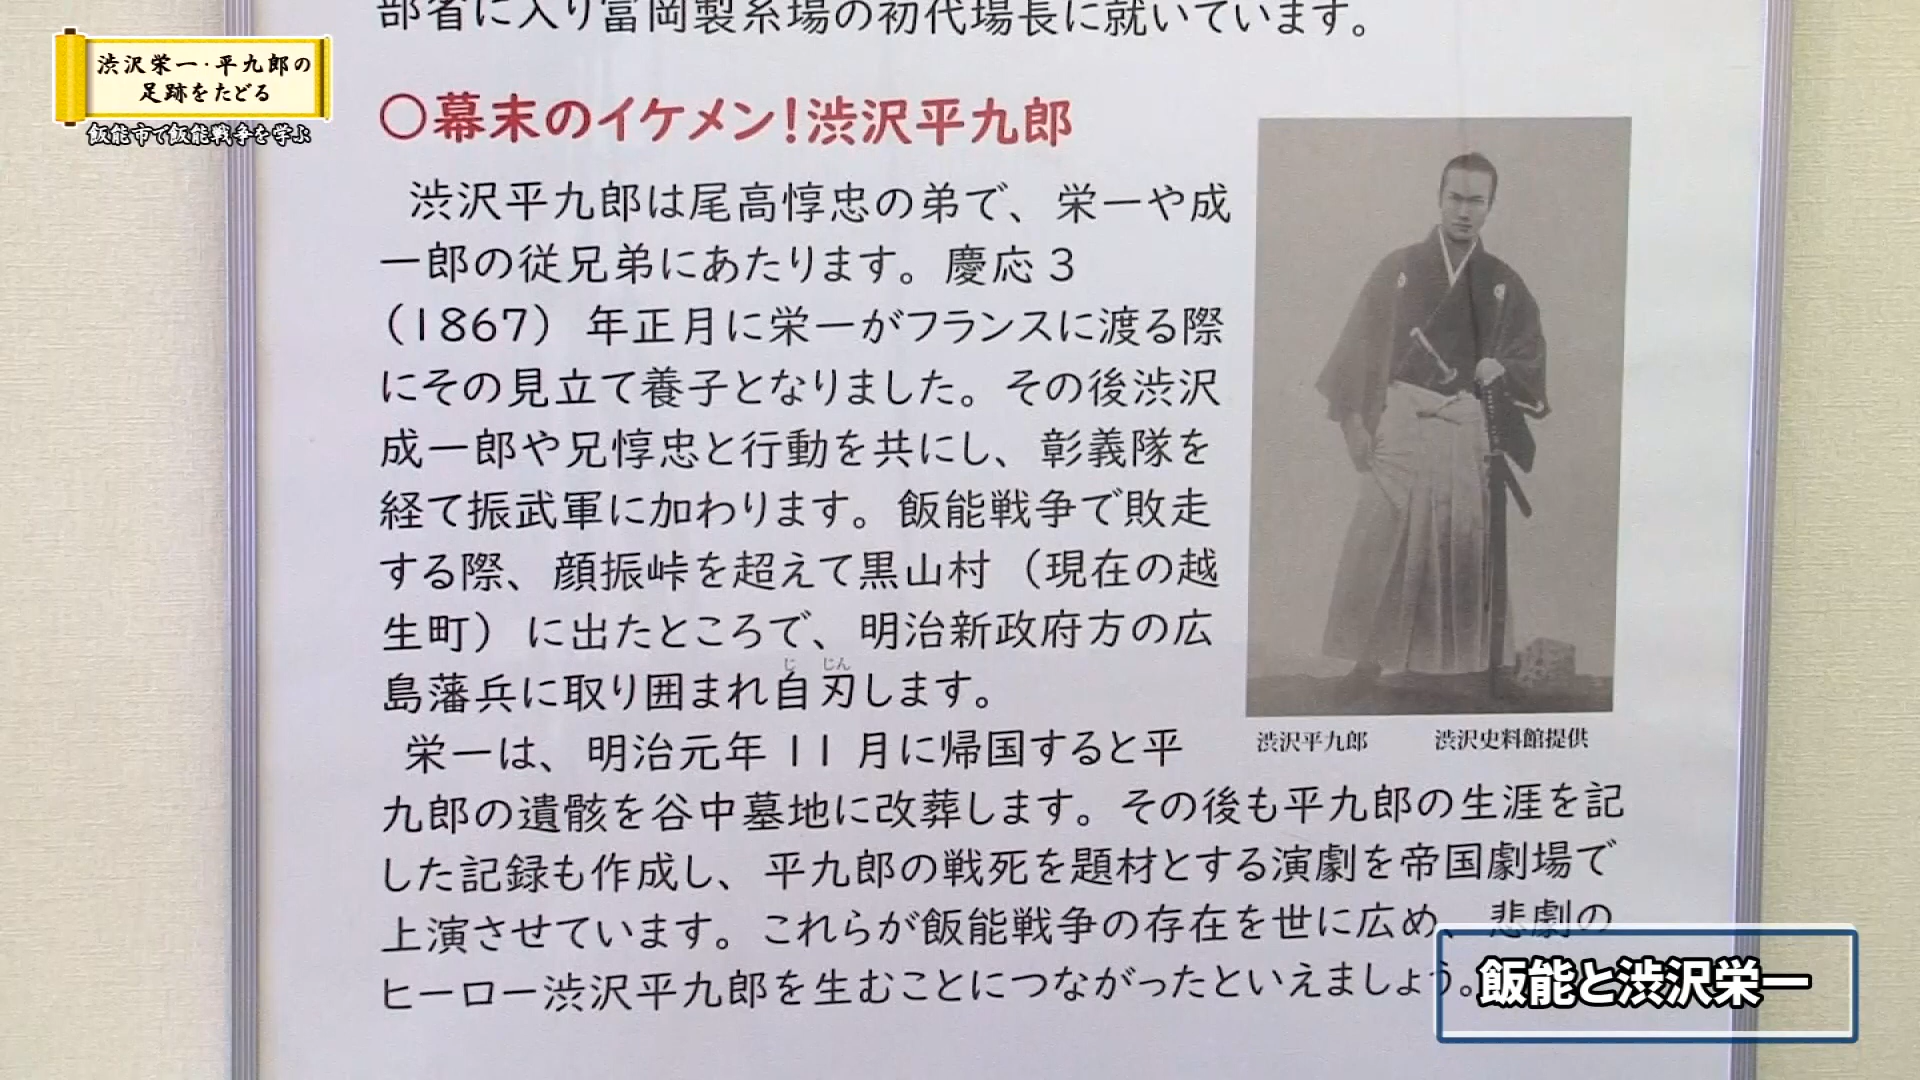 部省に入り富岡製糸場の初代場長に就いています。
渋沢栄一・平九郎の
足跡をたどる
飯能市で飯能戦争を学ぶ
〇幕末のイケメン！渋沢平九郎
渋沢平九郎は尾高惇忠の弟で、栄一や成
一郎の従兄弟にあたります。慶応3
（1867）年正月に栄一がフランスに渡る際
にその見立て養子となりました。その後渋沢
成一郎や兄惇忠と行動を共にし、彰義隊を
経て振武軍に加わります。飯能戦争で敗走
する際、顔振峠を超えて黒山村（現在の越
生町）に出たところで、明治新政府方の広
じ じん
島藩兵に取り囲まれ自刃します。
栄一は、明治元年11月に帰国すると平
九郎の遺骸を谷中墓地に改葬します。その後も平九郎の生涯を記
した記録も作成し、平九郎の戦死を題材とする演劇を帝国劇場で
上演させています。これらが飯能戦争の存在を世に広め、悲劇の
ヒーロー渋沢平九郎を生むことにつながったといえましょう。
渋沢平九郎 渋沢史料館提供
飯能と渋沢栄一